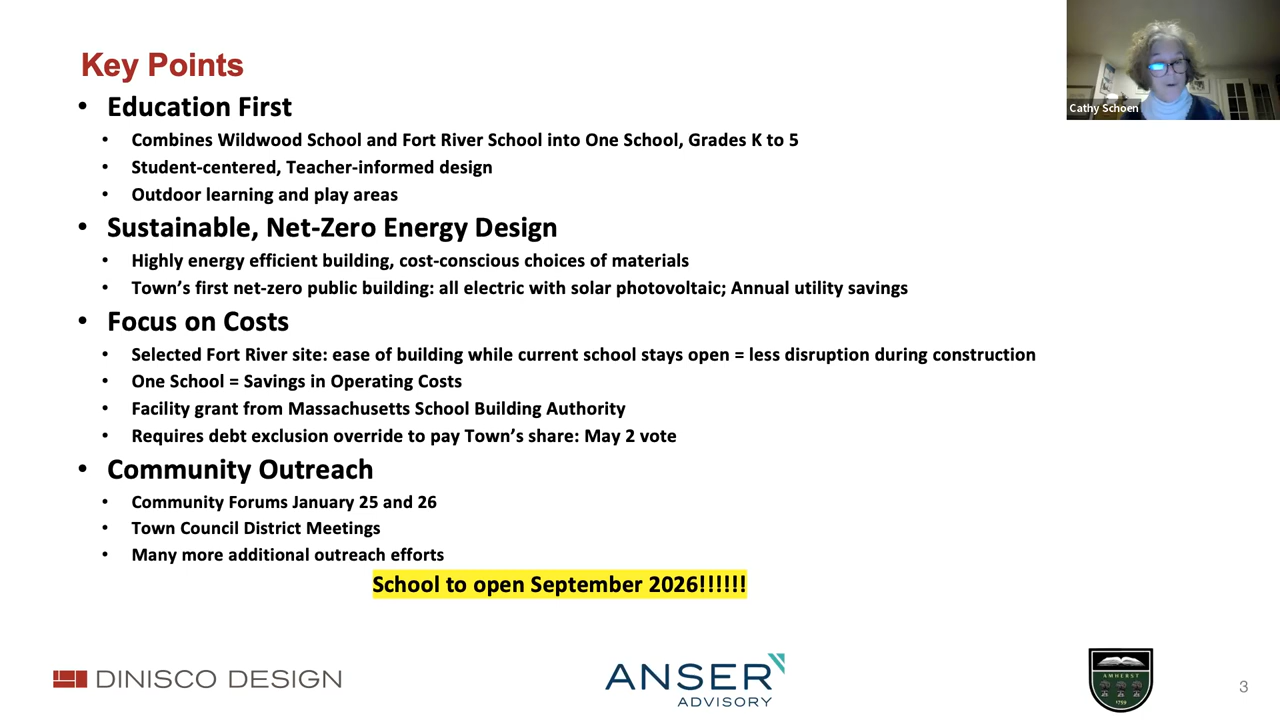 Key Points
• Education First
• Combines Wildwood School and Fort River School into One School, Grades K to 5
• Student-centered, Teacher-informed design
• Outdoor learning and play areas
• Sustainable, Net-Zero Energy Design
• Highly energy efficient building, cost-conscious choices of materials
• Town’s first net-zero public building: all electric with solar photovoltaic; Annual utility savings
• Focus on Costs
• Selected Fort River site: ease of building while current school stays open = less disruption during construction
• One School = Savings in Operating Costs
• Facility grant from Massachusetts School Building Authority
• Requires debt exclusion override to pay Town’s share: May 2 vote
• Community Outreach
• Community Forums January 25 and 26
• Town Council District Meetings
• Many more additional outreach efforts
School to open September 2026!!!!!!
Cathy Schoen
DINISCO DESIGN
ANSER
ADVISORY
AMHERST
1759
3